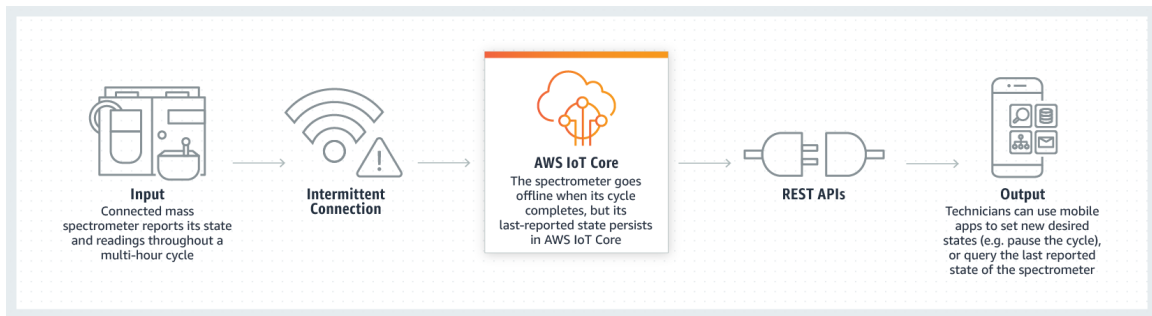 Input
Connected mass
spectrometer reports its state
and readings throughout a
multi-hour cycle
Intermittent
Connection
AWS IoT Core
The spectrometer goes
offline when its cycle
completes, but its
last-reported state persists
in AWS IoT Core
REST APIs
Output
Technicians can use mobile
apps to set new desired
states (e.g. pause the cycle),
or query the last reported
state of the spectrometer